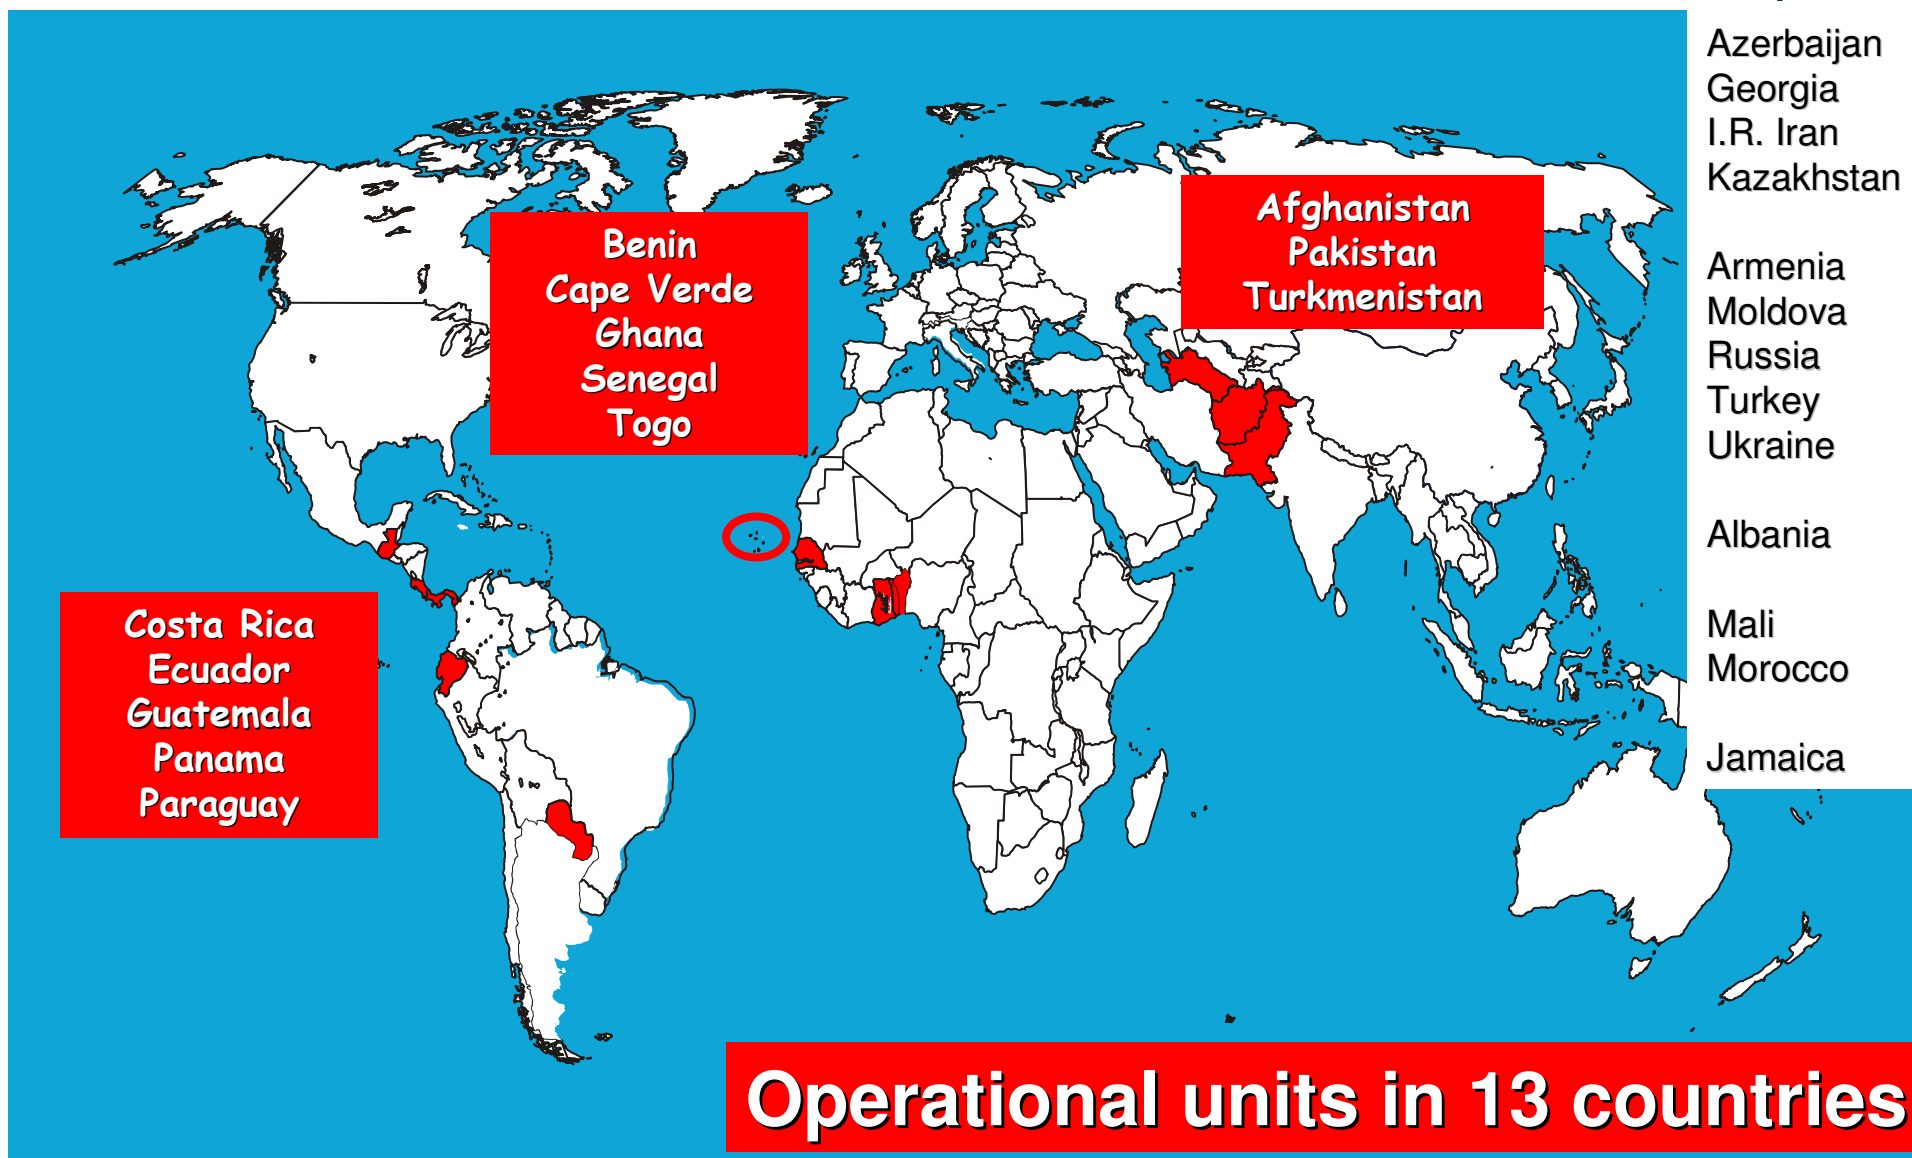 Benin
Cape Verde
Ghana
Senegal
Togo
Afghanistan
Pakistan
Turkmenistan
Costa Rica
Ecuador
Guatemala
Panama
Paraguay
Azerbaijan
Georgia
I.R. Iran
Kazakhstan
Armenia
Moldova
Russia
Turkey
Ukraine
Albania
Mali
Morocco
Jamaica
Operational units in 13 countries